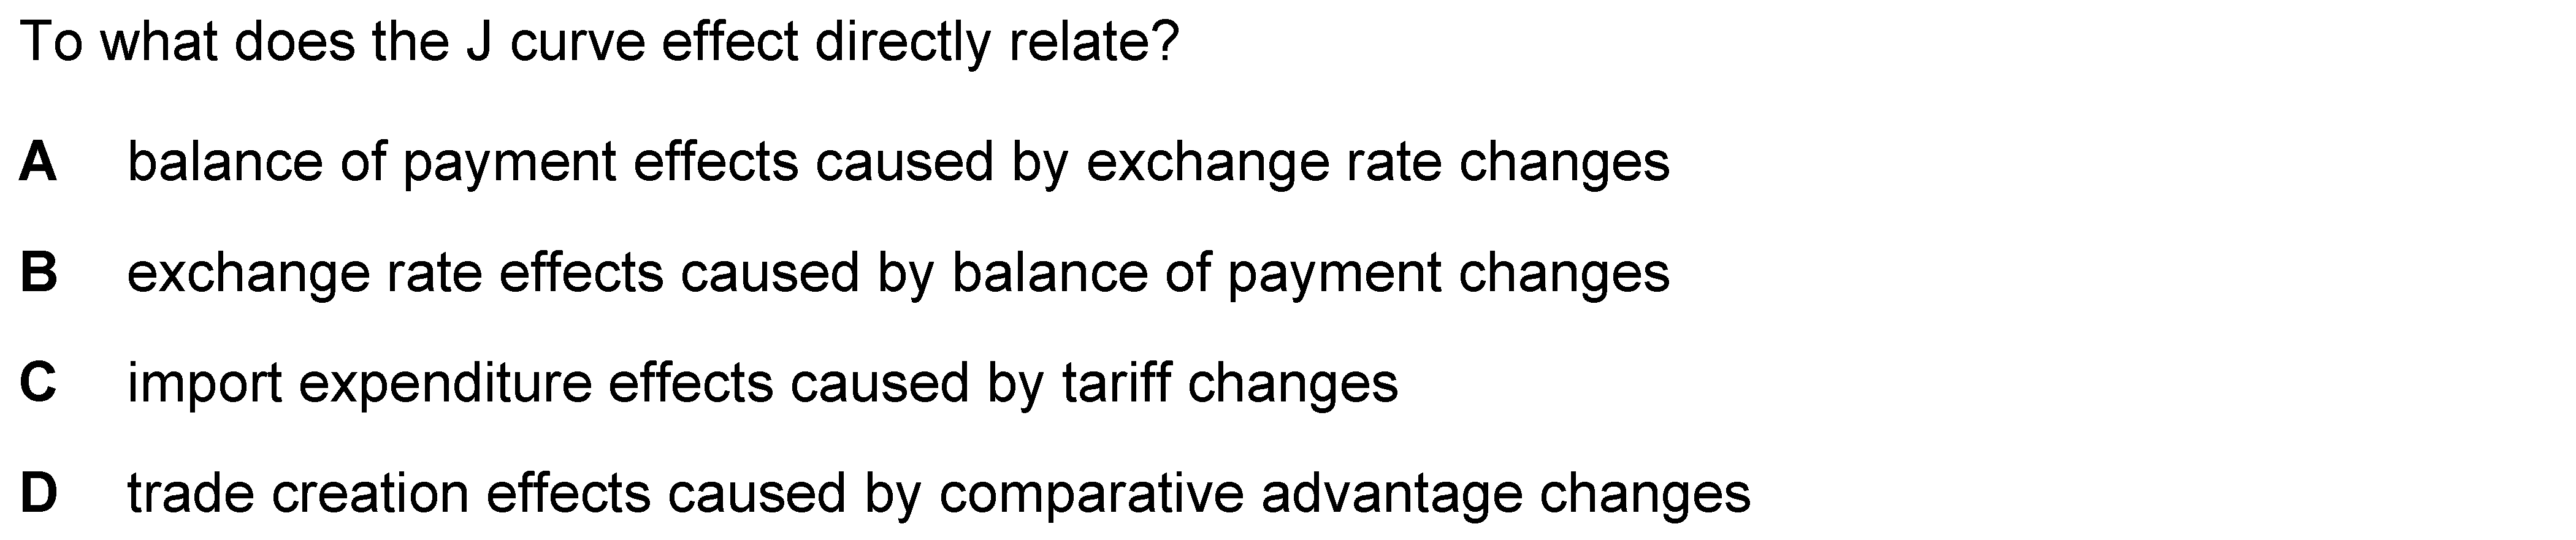 To what does the J curve effect directly relate?
A balance of payment effects caused by exchange rate changes
B exchange rate effects caused by balance of payment changes
C import expenditure effects caused by tariff changes
D trade creation effects caused by comparative advantage changes